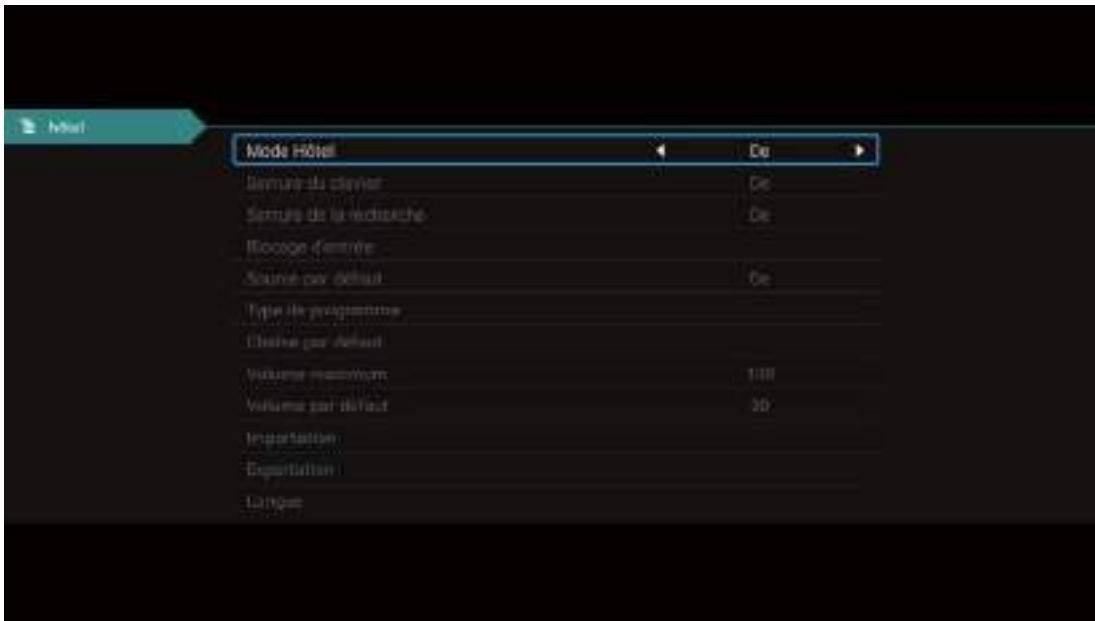 hôtel
Mode Hôtel De
Serrure du clavier De
Serrure de la recherche De
Blocage d'entrée
Source par défaut De
Type de programme
Chaîne par défaut
Volume maximum 100
Volume par défaut 30
Importation
Exportation
Langue